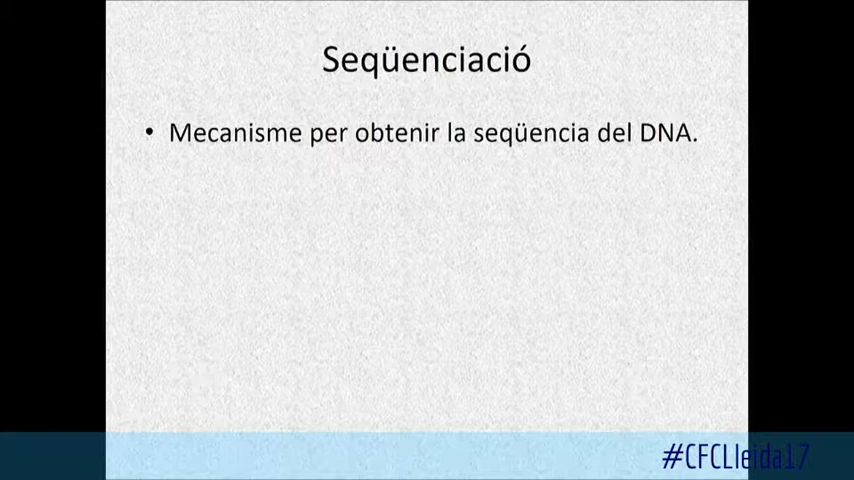 Seqüenciació
• Mecanisme per obtenir la seqüencia del DNA.
#CFCLleida17